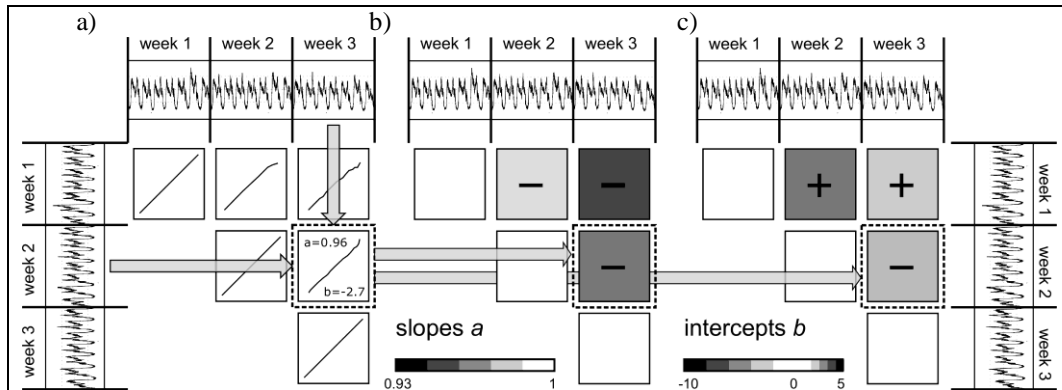 a) b) c)
week 1 week 2 week 3 week 1 week 2 week 3 week 1 week 2 week 3
week 1 − − + + week 1
week 2 a=0.96 − − week 2
b=-2.7
week 3 slopes a intercepts b week 3
0.93 1 -10 0 5